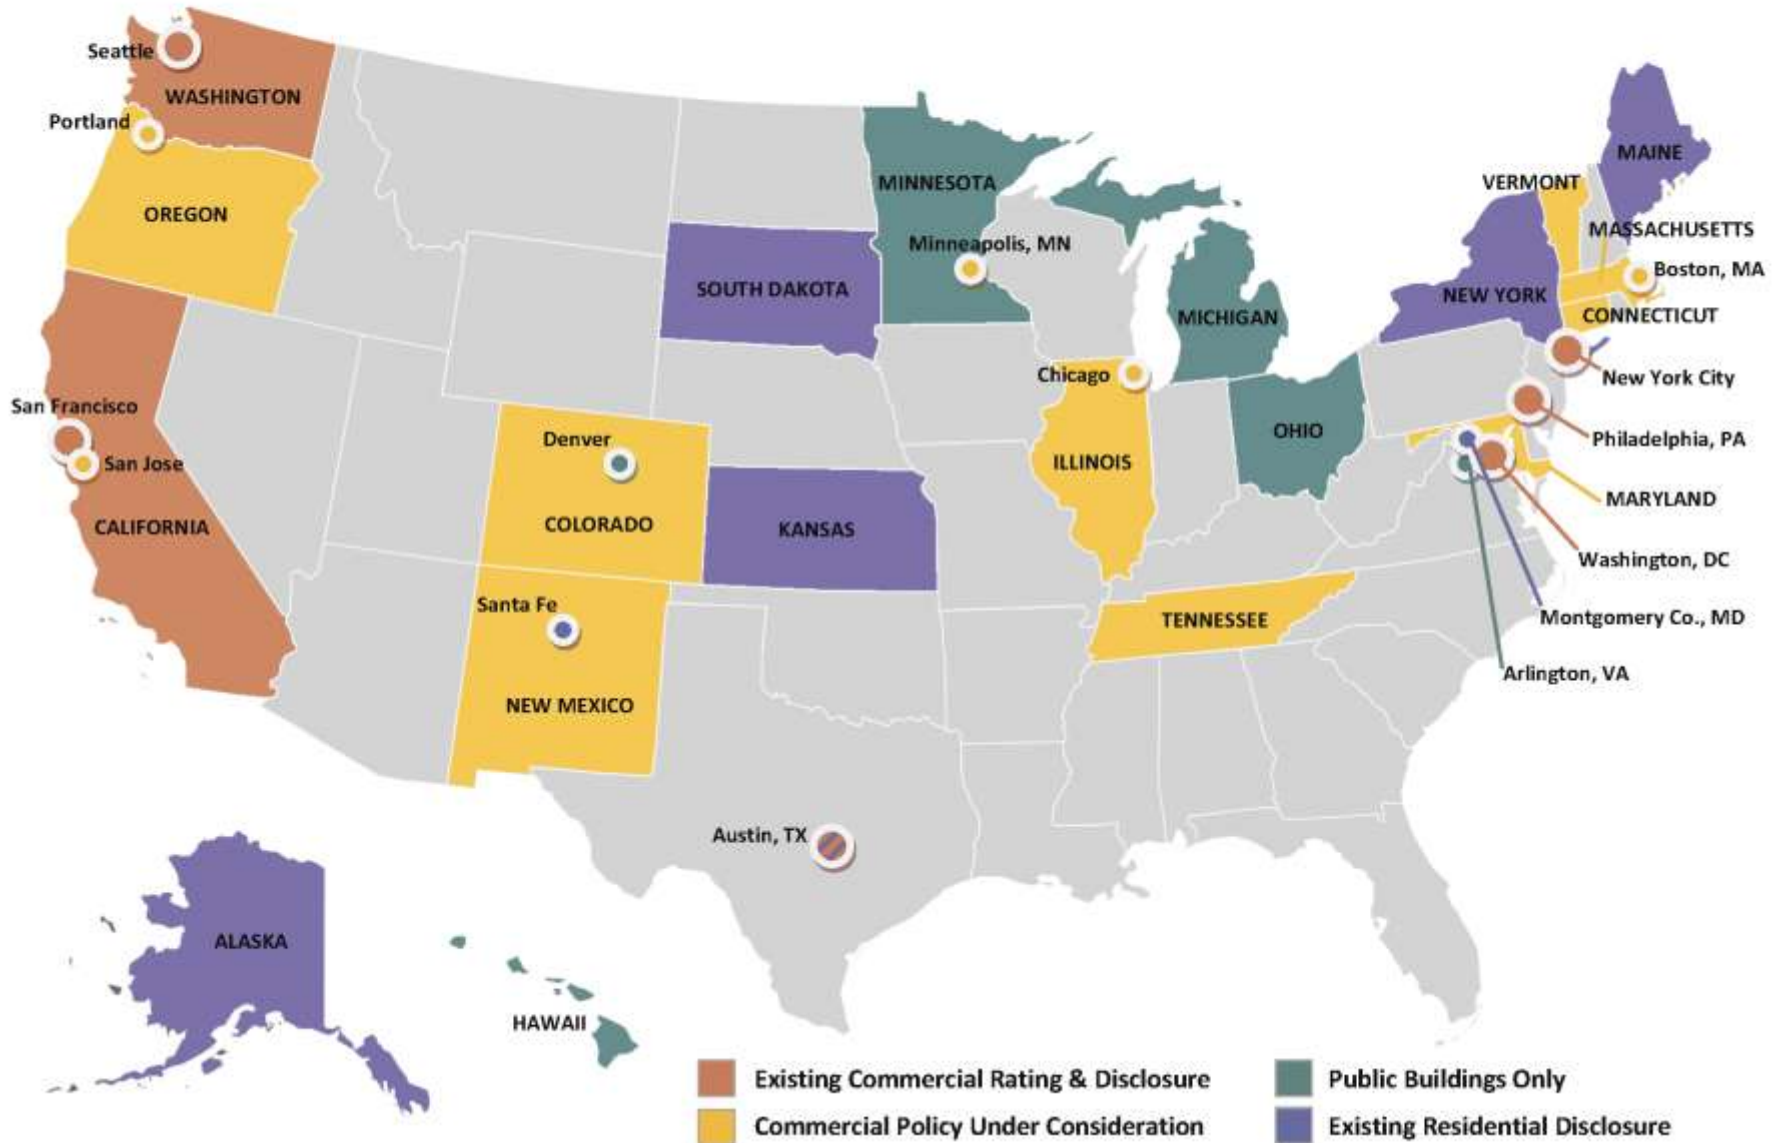 Seattle
WASHINGTON
Portland
OREGON
MAINE
VERMONT
MINNESOTA
MASSACHUSETTS
Minneapolis, MN
Boston, MA
SOUTH DAKOTA
NEW YORK
MICHIGAN
CONNECTICUT
Chicago
New York City
San Francisco
Denver
OHIO
Philadelphia, PA
San Jose
ILLINOIS
MARYLAND
CALIFORNIA
COLORADO
KANSAS
Washington, DC
Santa Fe
TENNESSEE
Montgomery Co., MD
Arlington, VA
NEW MEXICO
Austin, TX
ALASKA
HAWAII
Existing Commercial Rating & Disclosure
Public Buildings Only
Commercial Policy Under Consideration
Existing Residential Disclosure